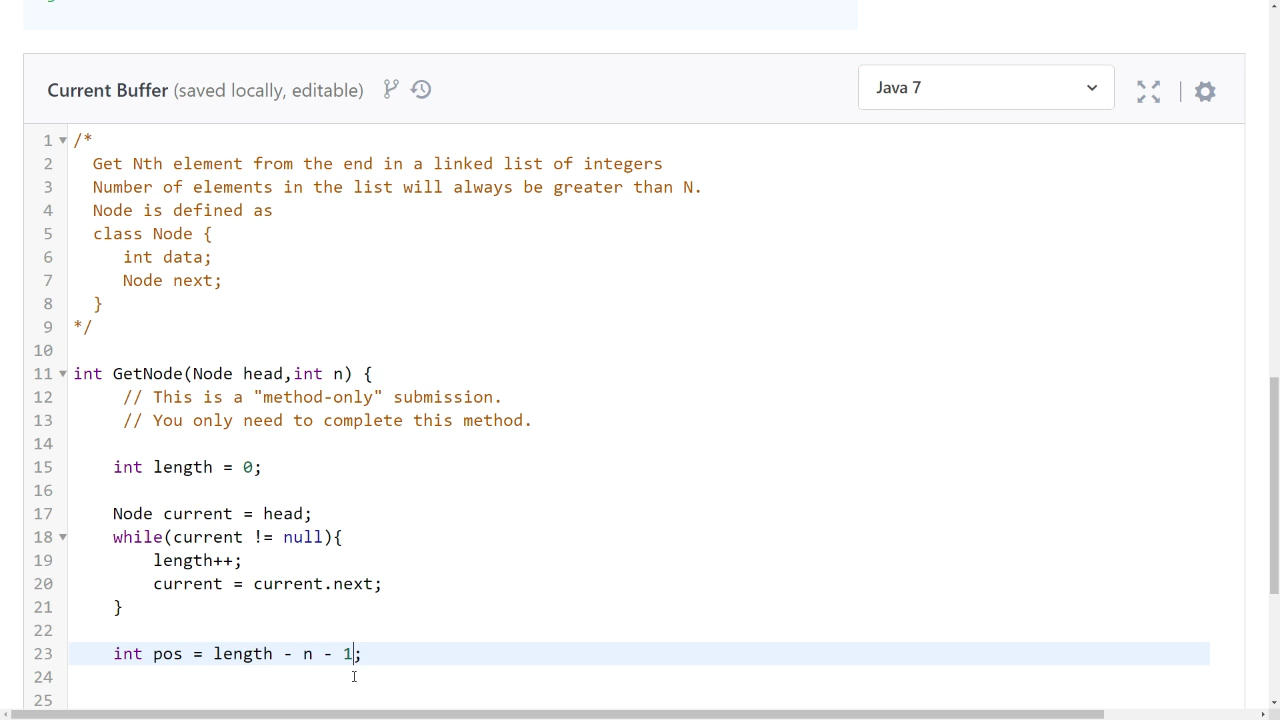 Current Buffer (saved locally, editable)
Java 7
1 /*
2 Get Nth element from the end in a linked list of integers
3 Number of elements in the list will always be greater than N.
4 Node is defined as
5 class Node {
6 int data;
7 Node next;
8 }
9 */
10
11 int GetNode(Node head,int n) {
12 // This is a "method-only" submission.
13 // You only need to complete this method.
14
15 int length = 0;
16
17 Node current = head;
18 while(current != null){
19 length++;
20 current = current.next;
21 }
22
23 int pos = length - n - 1;
24
25